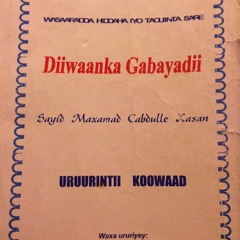 WASAARADDA HIDDAHA IYO TACLIINTA SARE
Diiwaanka Gabayadii
Sayid Maxamad Cabdulle Xasan
URUURINTII KOOWAAD
Waxa ururiyey: